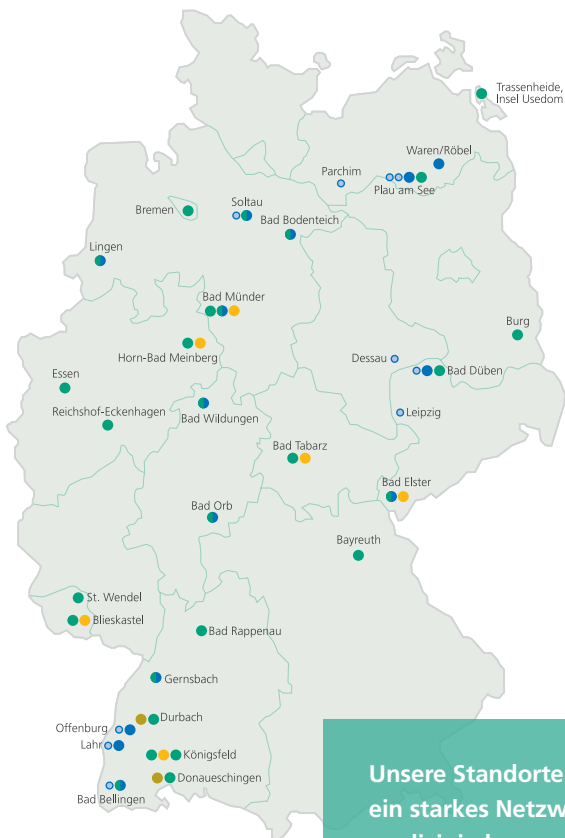 Trassenheide,
Insel Usedom
Waren/Röbel
Parchim
Plau am See
Bremen
Soltau
Bad Bodenteich
Lingen
Bad Münder
Burg
Horn-Bad Meinberg
Dessau
Bad Düben
Essen
Leipzig
Reichshof-Eckenhagen
Bad Wildungen
Bad Tabarz
Bad Elster
Bad Orb
Bayreuth
St. Wendel
Blieskastel
Bad Rappenau
Gernsbach
Durbach
Offenburg
Lahr
Königsfeld
Donaueschingen
Bad Bellingen
Unsere Standorte
ein starkes Netzw